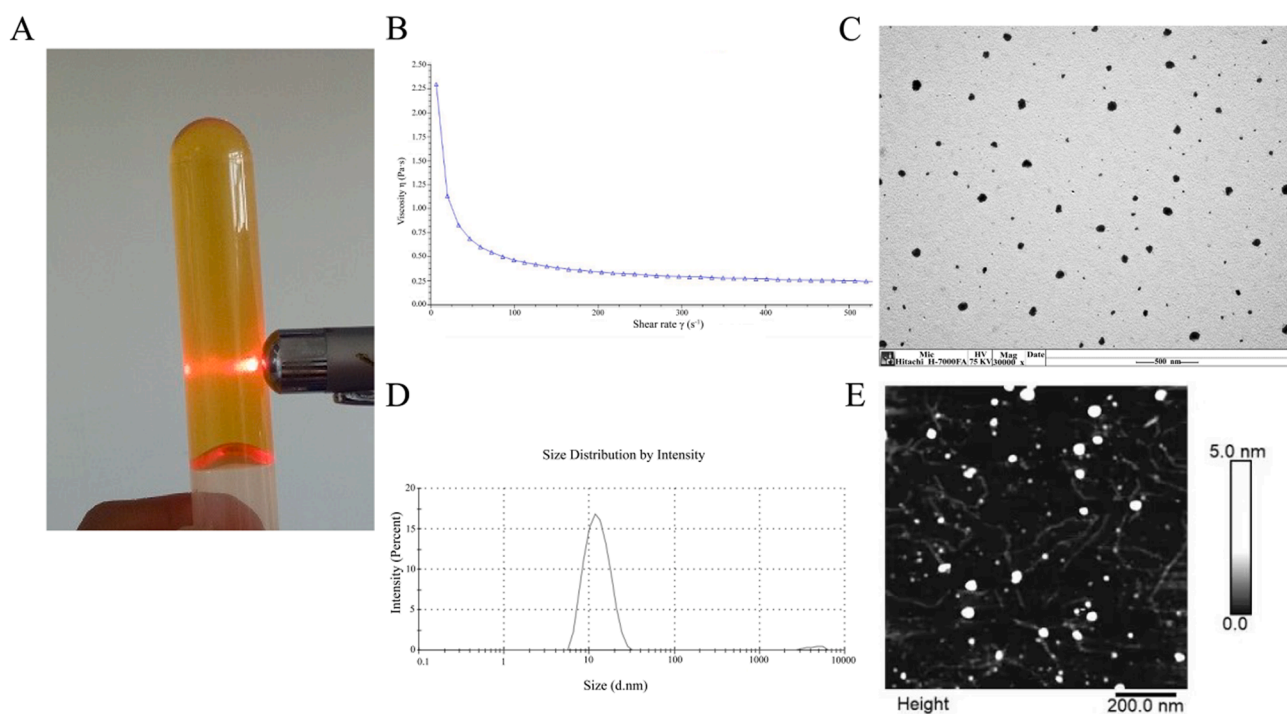 A
B
2.50
2.25
2.00
1.75
1.50
1.25
1.00
0.75
0.50
0.25
0.00
Viscosity η (Pa·s)
0
100
200
300
400
500
Shear rate γ (s⁻¹)
C
Mic HV Mag Date
Hitachi H-7000FA 75 KV 30000 x
500 nm
D
Size Distribution by Intensity
20
15
10
5
0
Intensity (Percent)
0.1
1
10
100
1000
10000
Size (d.nm)
E
5.0 nm
0.0
Height
200.0 nm